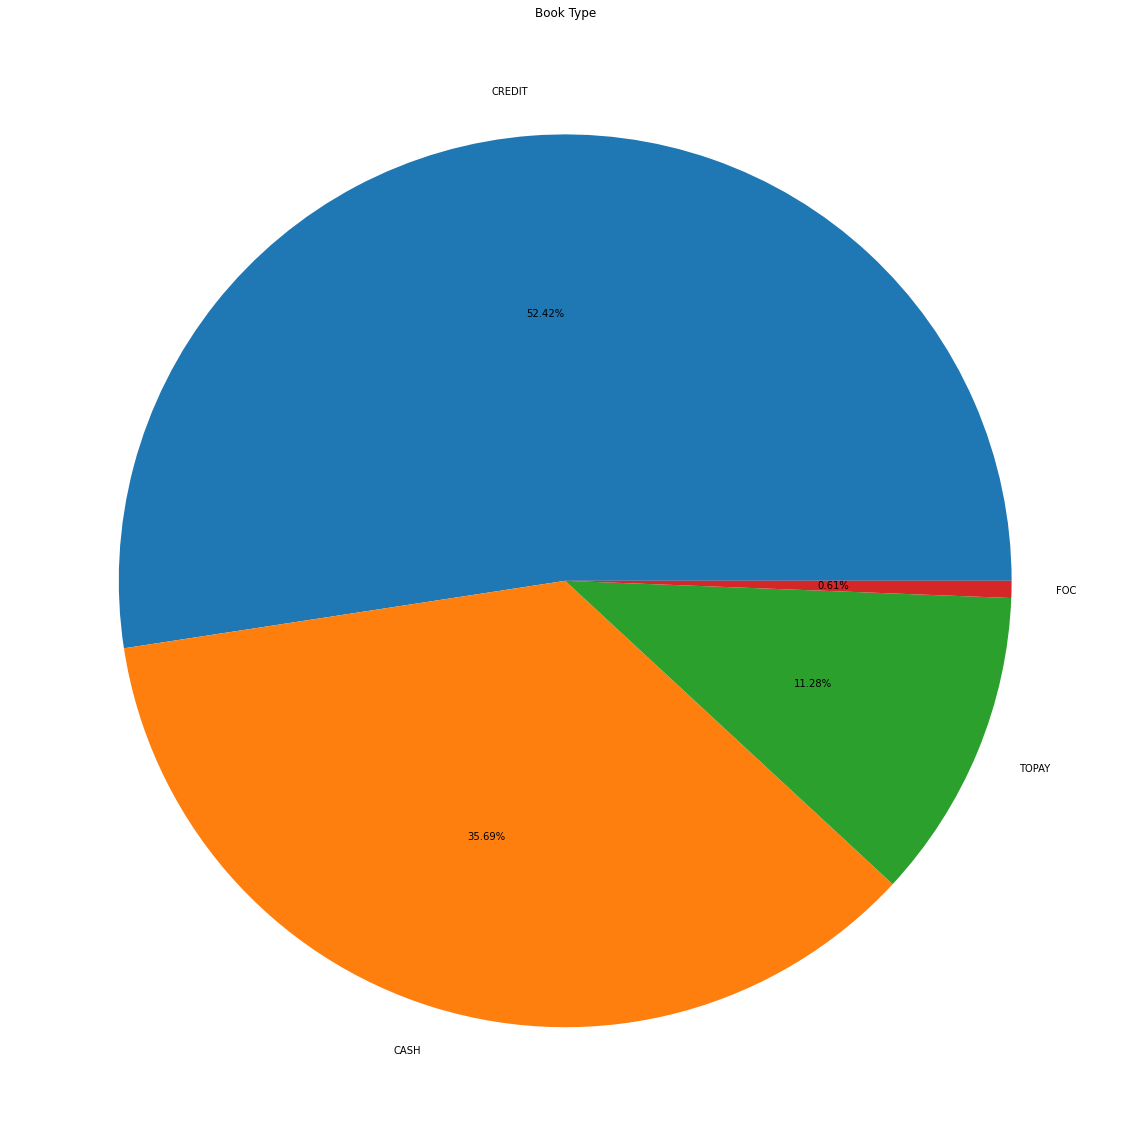 Book Type
CREDIT
52.42%
0.61%
FOC
11.28%
TOPAY
35.69%
CASH